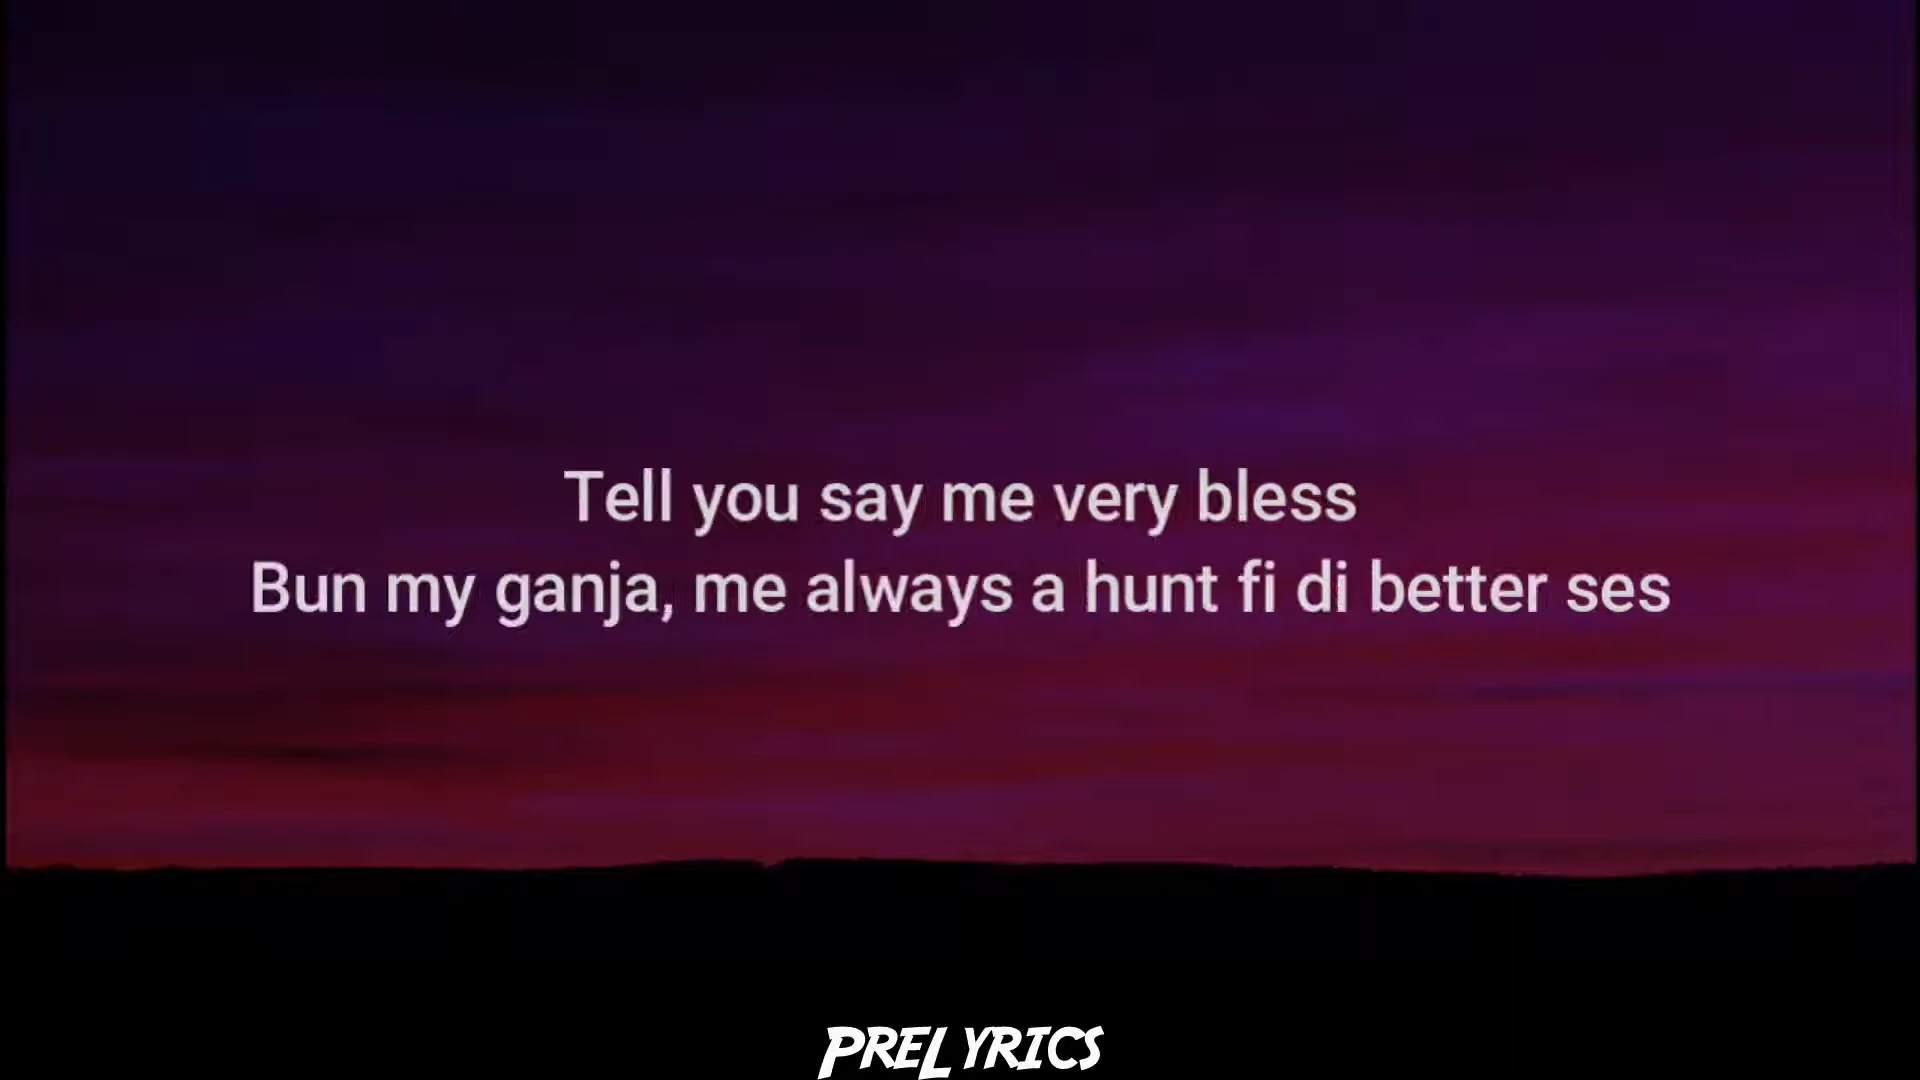 Tell you say me very bless
Bun my ganja, me always a hunt fi di better ses
PRELYRICS